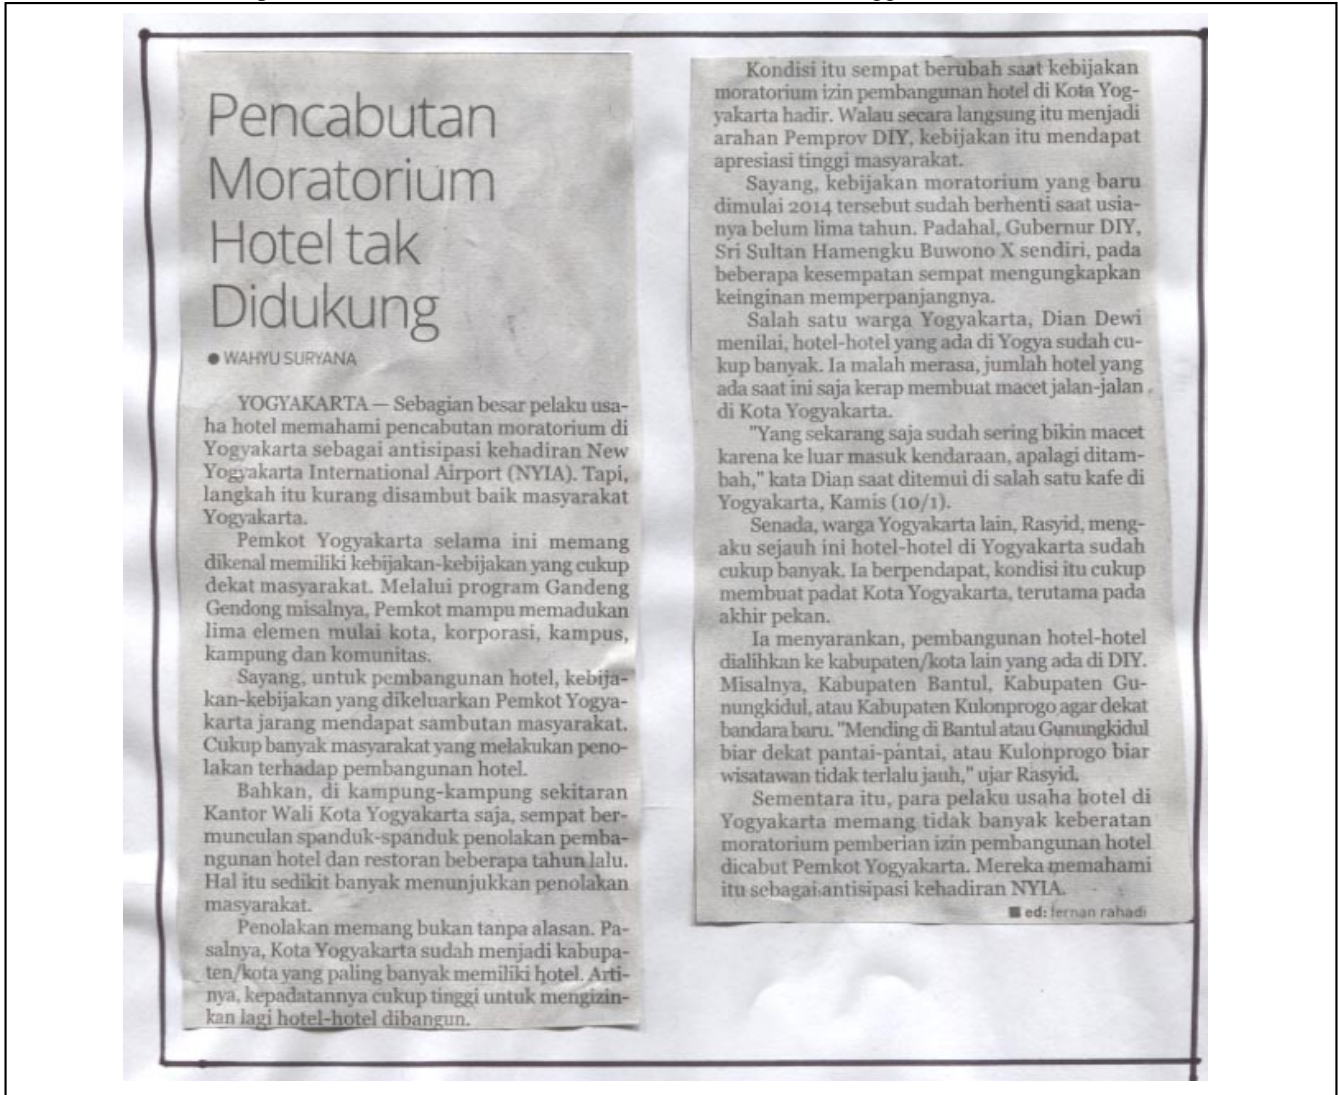 Pencabutan
Moratorium
Hotel tak
Didukung
● WAHYU SURYANA
YOGYAKARTA — Sebagian besar pelaku usa-
ha hotel memahami pencabutan moratorium di
Yogyakarta sebagai antisipasi kehadiran New
Yogyakarta International Airport (NYIA). Tapi,
langkah itu kurang disambut baik masyarakat
Yogyakarta.
Pemkot Yogyakarta selama ini memang
dikenal memiliki kebijakan-kebijakan yang cukup
dekat masyarakat. Melalui program Gandeng
Gendong misalnya, Pemkot mampu memadukan
lima elemen mulai kota, korporasi, kampus,
kampung dan komunitas.
Sayang, untuk pembangunan hotel, kebija-
kan-kebijakan yang dikeluarkan Pemkot Yogya-
karta jarang mendapat sambutan masyarakat.
Cukup banyak masyarakat yang melakukan peno-
lakan terhadap pembangunan hotel.
Bahkan, di kampung-kampung sekitaran
Kantor Wali Kota Yogyakarta saja, sempat ber-
munculan spanduk-spanduk penolakan pemba-
ngunan hotel dan restoran beberapa tahun lalu.
Hal itu sedikit banyak menunjukkan penolakan
masyarakat.
Penolakan memang bukan tanpa alasan. Pa-
salnya, Kota Yogyakarta sudah menjadi kabupa-
ten/kota yang paling banyak memiliki hotel. Arti-
nya, kepadatannya cukup tinggi untuk mengizin-
kan lagi hotel-hotel dibangun.
Kondisi itu sempat berubah saat kebijakan
moratorium izin pembangunan hotel di Kota Yog-
yakarta hadir. Walau secara langsung itu menjadi
arahan Pemprov DIY, kebijakan itu mendapat
apresiasi tinggi masyarakat.
Sayang, kebijakan moratorium yang baru
dimulai 2014 tersebut sudah berhenti saat usia-
nya belum lima tahun. Padahal, Gubernur DIY,
Sri Sultan Hamengku Buwono X sendiri, pada
beberapa kesempatan sempat mengungkapkan
keinginan memperpanjangnya.
Salah satu warga Yogyakarta, Dian Dewi
menilai, hotel-hotel yang ada di Yogya sudah cu-
kup banyak. Ia malah merasa, jumlah hotel yang
ada saat ini saja kerap membuat macet jalan-jalan
di Kota Yogyakarta.
"Yang sekarang saja sudah sering bikin macet
karena ke luar masuk kendaraan, apalagi ditam-
bah," kata Dian saat ditemui di salah satu kafe di
Yogyakarta, Kamis (10/1).
Senada, warga Yogyakarta lain, Rasyid, meng-
aku sejauh ini hotel-hotel di Yogyakarta sudah
cukup banyak. Ia berpendapat, kondisi itu cukup
membuat padat Kota Yogyakarta, terutama pada
akhir pekan.
Ia menyarankan, pembangunan hotel-hotel
dialihkan ke kabupaten/kota lain yang ada di DIY.
Misalnya, Kabupaten Bantul, Kabupaten Gu-
nungkidul, atau Kabupaten Kulonprogo agar dekat
bandara baru. "Mending di Bantul atau Gunungkidul
biar dekat pantai-pantai, atau Kulonprogo biar
wisatawan tidak terlalu jauh," ujar Rasyid.
Sementara itu, para pelaku usaha hotel di
Yogyakarta memang tidak banyak keberatan
moratorium pemberian izin pembangunan hotel
dicabut Pemkot Yogyakarta. Mereka memahami
itu sebagai antisipasi kehadiran NYIA.
■ ed: fernan rahadi